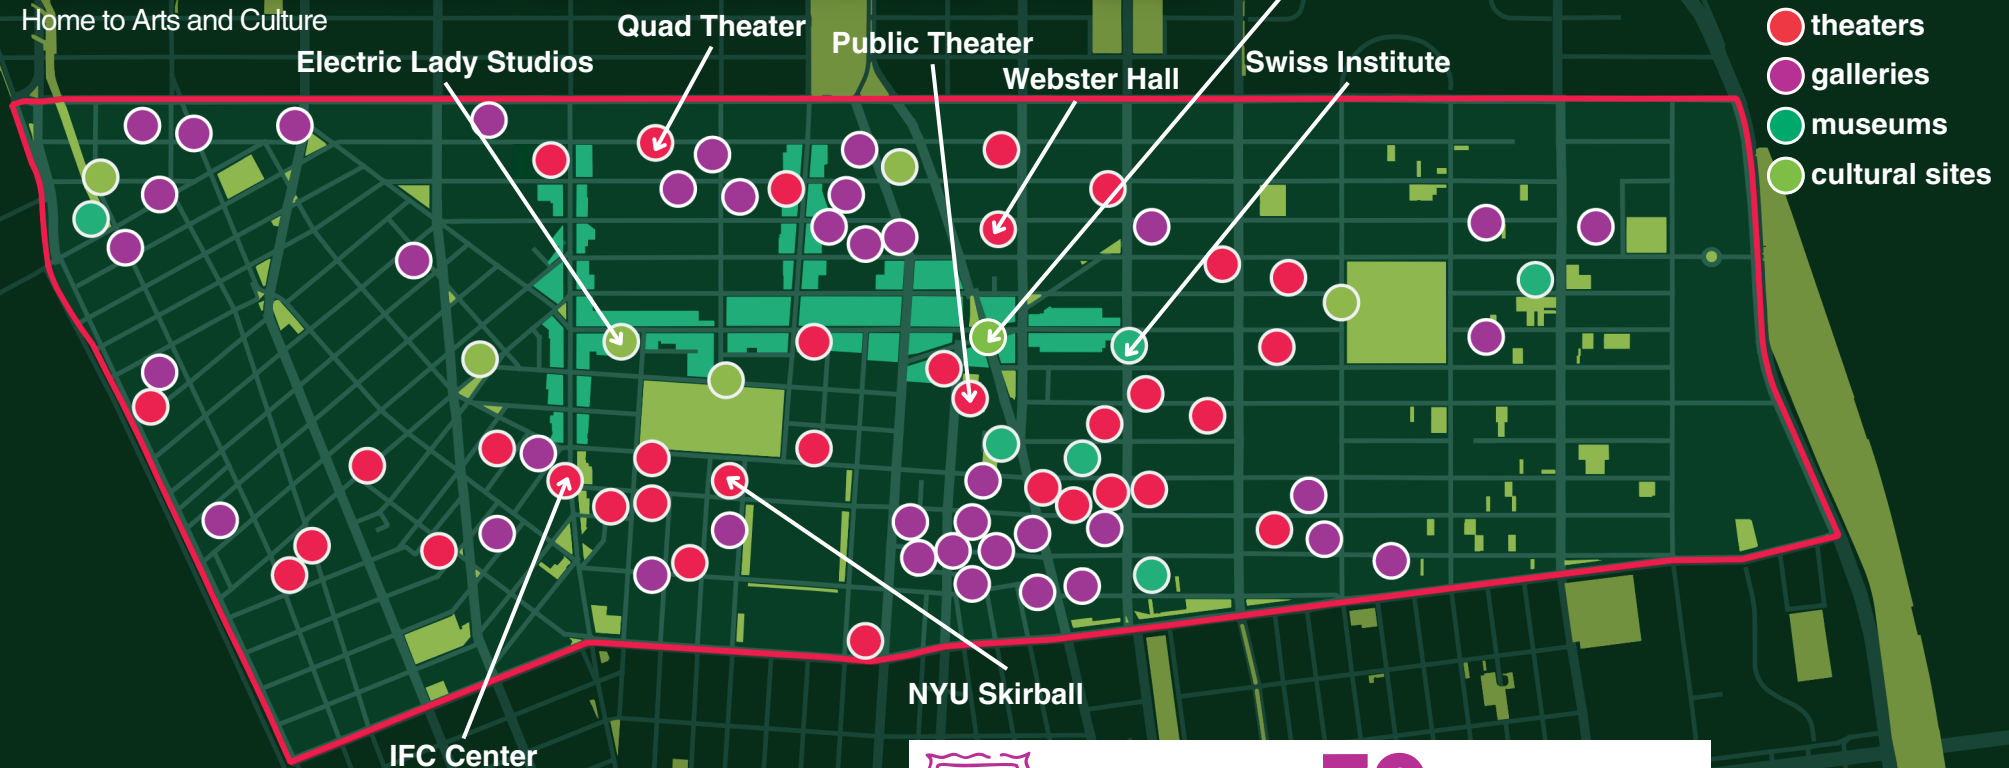 Home to Arts and Culture
Quad Theater
Electric Lady Studios
Public Theater
Webster Hall
Swiss Institute
theaters
galleries
museums
cultural sites
NYU Skirball
IFC Center